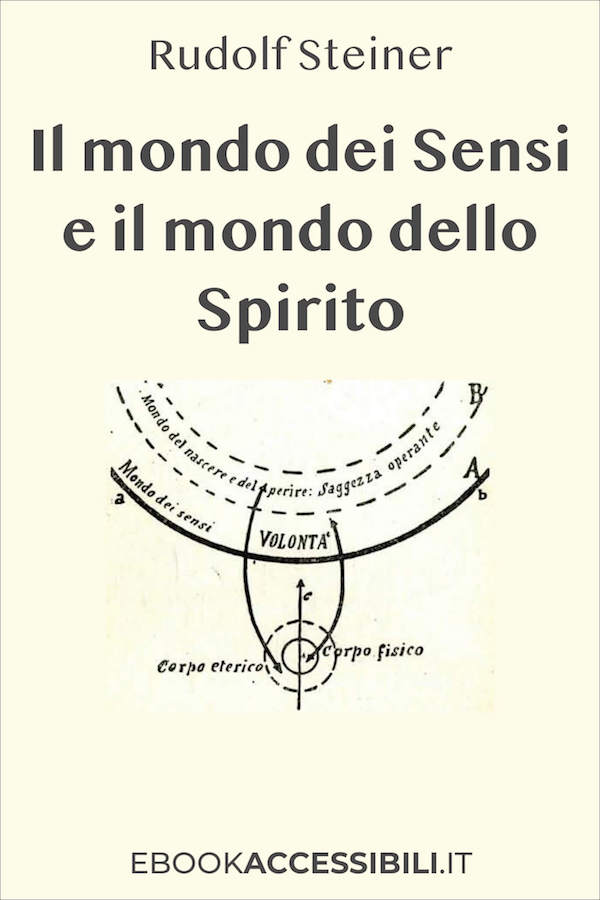 Rudolf Steiner
Il mondo dei Sensi
e il mondo dello
Spirito
B
Mondo del nascere e del perire: Saggezza operante
A
Mondo dei sensi
a
b
VOLONTA'
c
Corpo fisico
Corpo eterico
EBOOKACCESSIBILI.IT